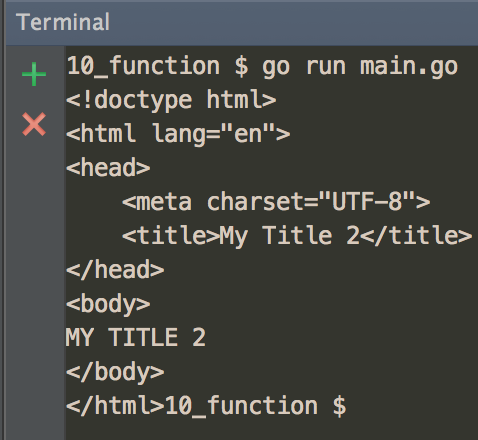 Terminal
10_function $ go run main.go
<!doctype html>
<html lang="en">
<head>
    <meta charset="UTF-8">
    <title>My Title 2</title>
</head>
<body>
MY TITLE 2
</body>
</html>10_function $